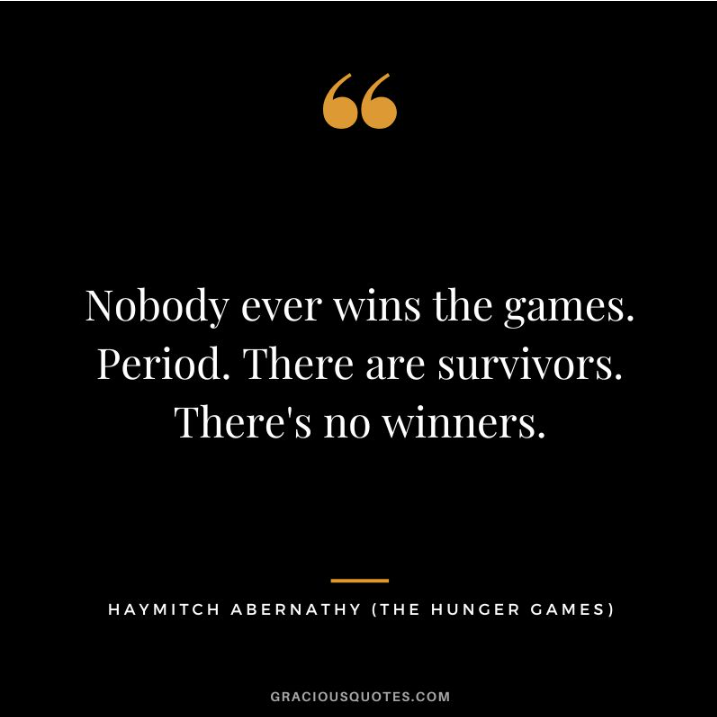 “
Nobody ever wins the games.
Period. There are survivors.
There's no winners.
HAYMITCH ABERNATHY (THE HUNGER GAMES)
GRACIOUSQUOTES.COM